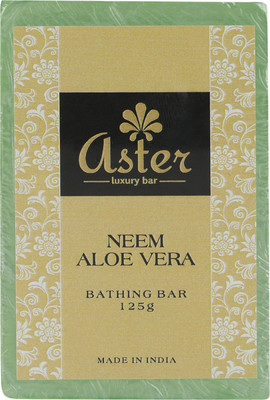 Aster
luxury bar
NEEM
ALOE VERA
BATHING BAR
125g
MADE IN INDIA